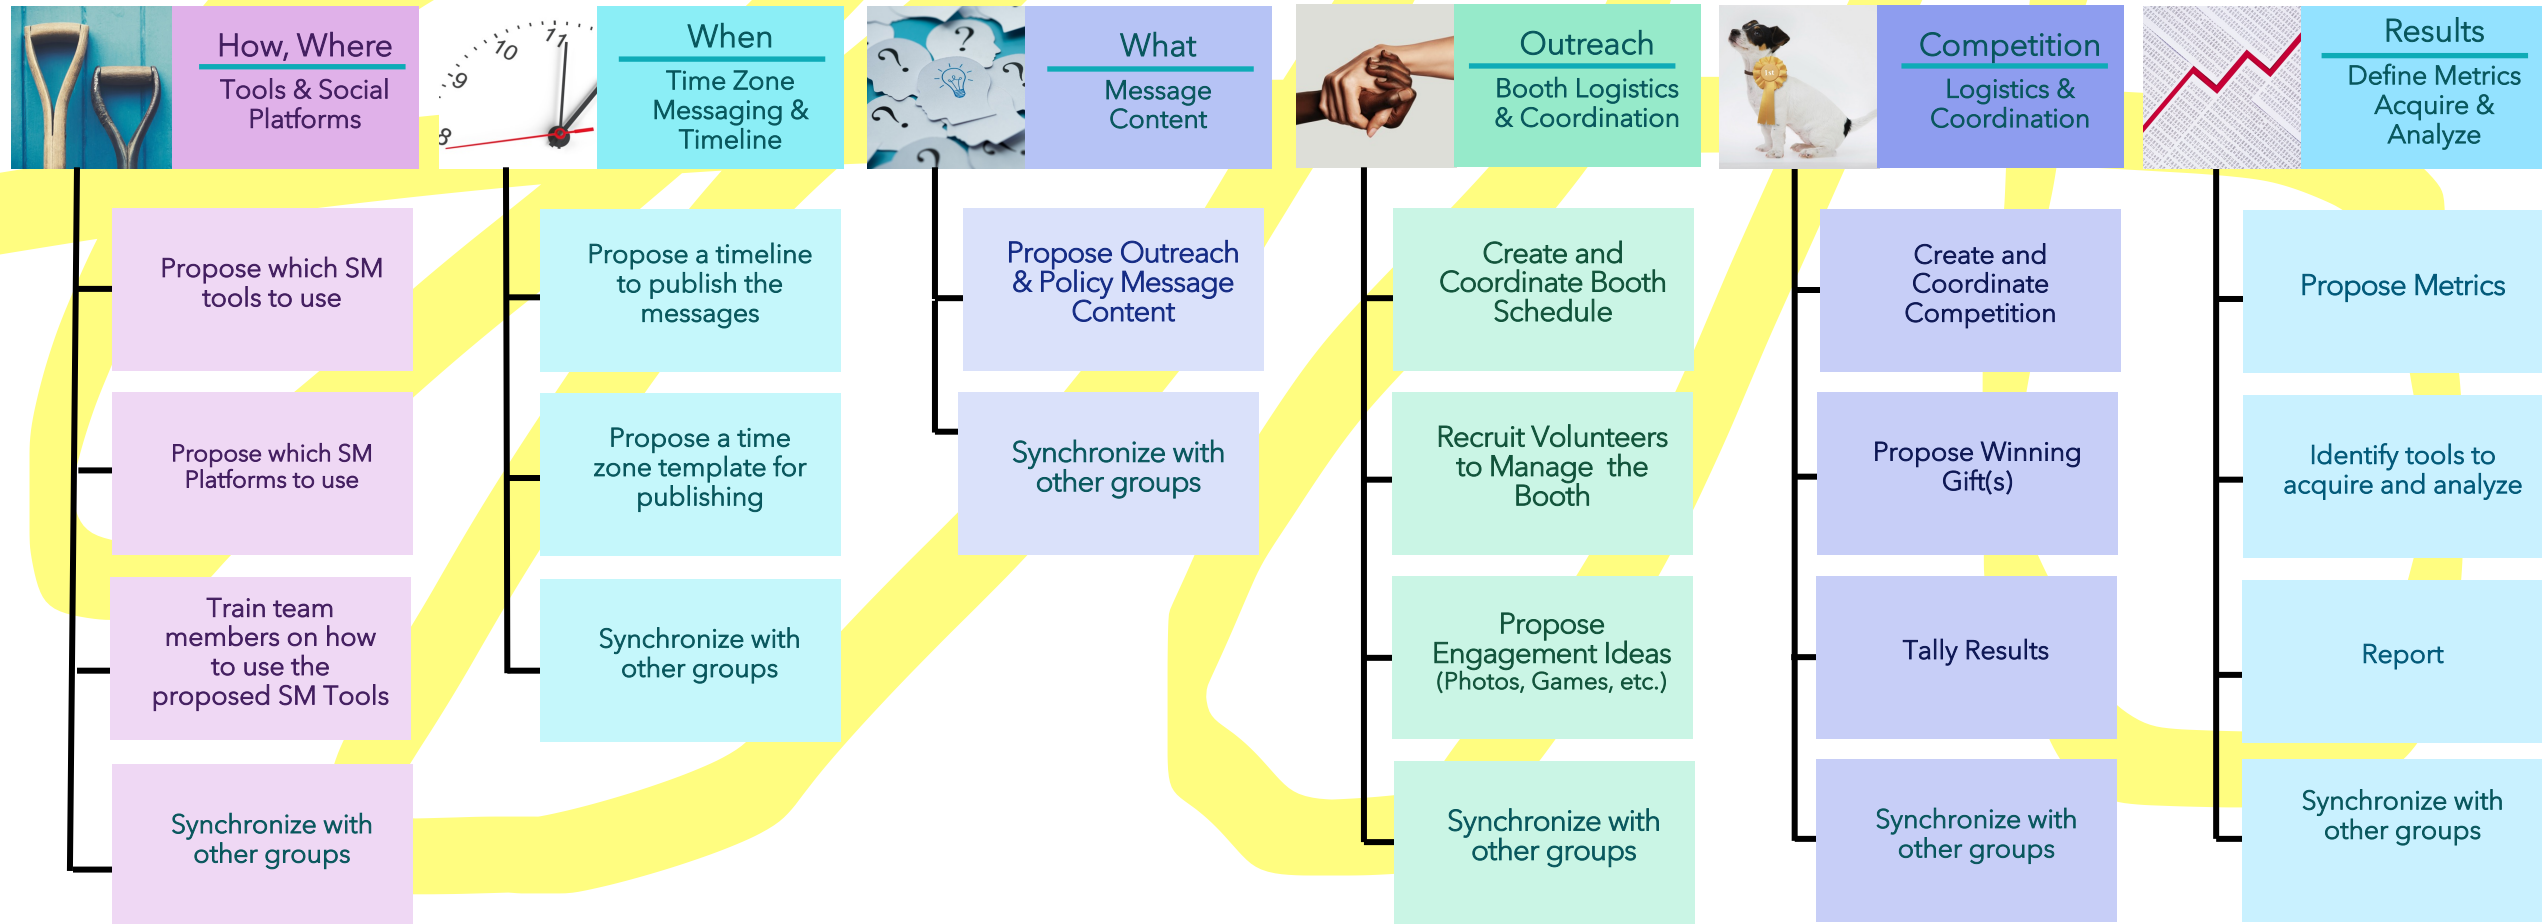 How, Where
Tools & Social
Platforms
Propose which SM
tools to use
Propose which SM
Platforms to use
Train team
members on how
to use the
proposed SM Tools
Synchronize with
other groups
8
9
10
11
When
Time Zone
Messaging &
Timeline
Propose a timeline
to publish the
messages
Propose a time
zone template for
publishing
Synchronize with
other groups
?
?
?
?
?
What
Message
Content
Propose Outreach
& Policy Message
Content
Synchronize with
other groups
Outreach
Booth Logistics
& Coordination
Create and
Coordinate Booth
Schedule
Recruit Volunteers
to Manage the
Booth
Propose
Engagement Ideas
(Photos, Games, etc.)
Synchronize with
other groups
1st
Competition
Logistics &
Coordination
Create and
Coordinate
Competition
Propose Winning
Gift(s)
Tally Results
Synchronize with
other groups
Results
Define Metrics
Acquire &
Analyze
Propose Metrics
Identify tools to
acquire and analyze
Report
Synchronize with
other groups